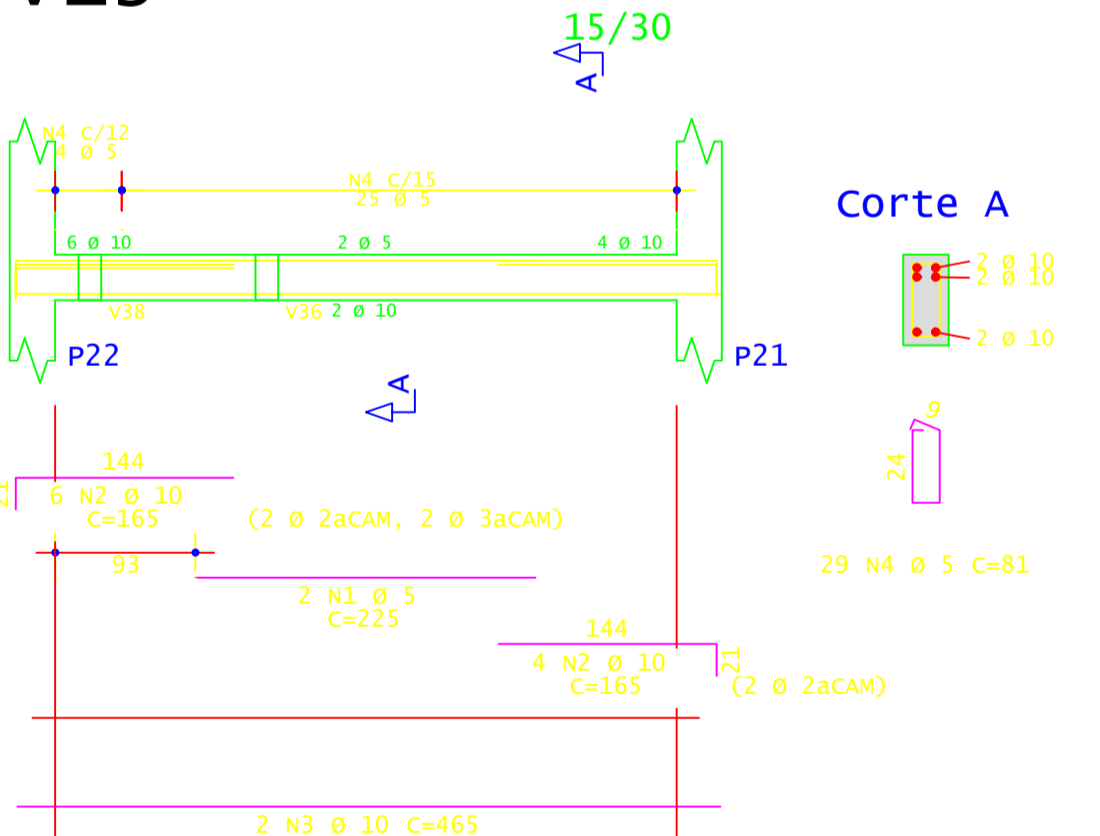 15/30
A
N4 C/12
4 Ø 5
N4 C/15
25 Ø 5
Corte A
6 Ø 10
2 Ø 5
4 Ø 10
2 Ø 10
2 Ø 10
V38
V36
2 Ø 10
2 Ø 10
P22
P21
A
9
144
24
21
6 N2 Ø 10
C=165
(2 Ø 2aCAM, 2 Ø 3aCAM)
93
29 N4 Ø 5 C=81
2 N1 Ø 5
C=225
144
4 N2 Ø 10
21
C=165
(2 Ø 2aCAM)
2 N3 Ø 10 C=465